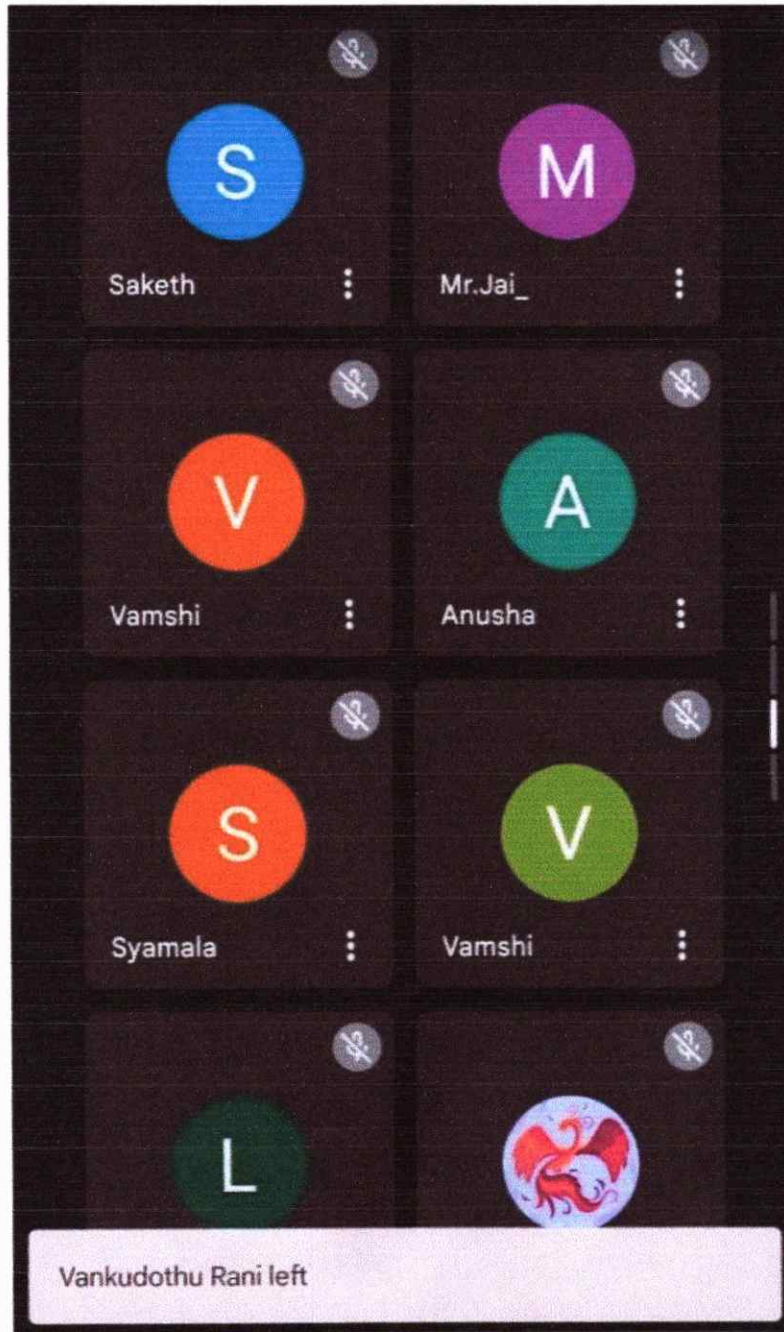 S M
Saketh Mr.Jai_
V A
Vamshi Anusha
S V
Syamala Vamshi
L
Vankudothu Rani left